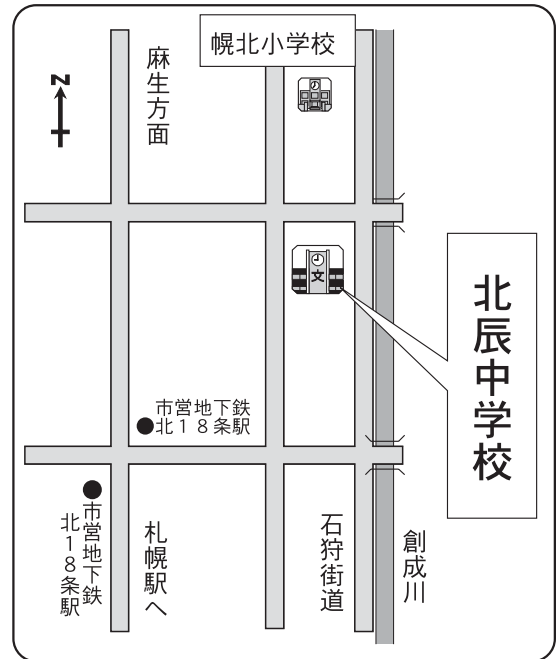 幌北小学校
麻生方面
N
文
北辰中学校
市営地下鉄
北１８条駅
市営地下鉄
北１８条駅
札幌駅へ
石狩街道
創成川